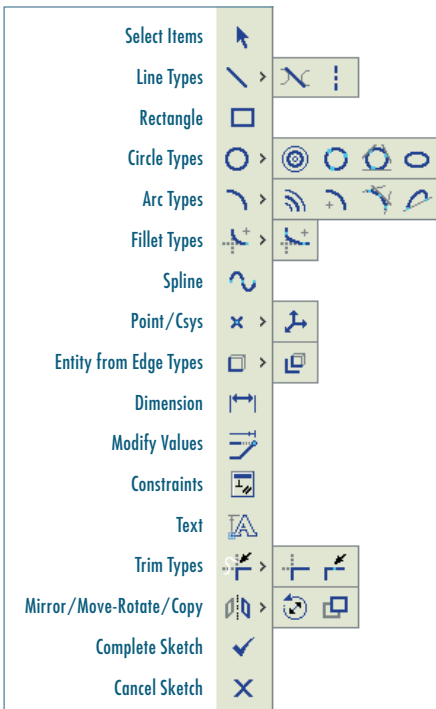 Select Items
Line Types
Rectangle
Circle Types
Arc Types
Fillet Types
Spline
Point/Csys
Entity from Edge Types
Dimension
Modify Values
Constraints
Text
Trim Types
Mirror/Move-Rotate/Copy
Complete Sketch
Cancel Sketch